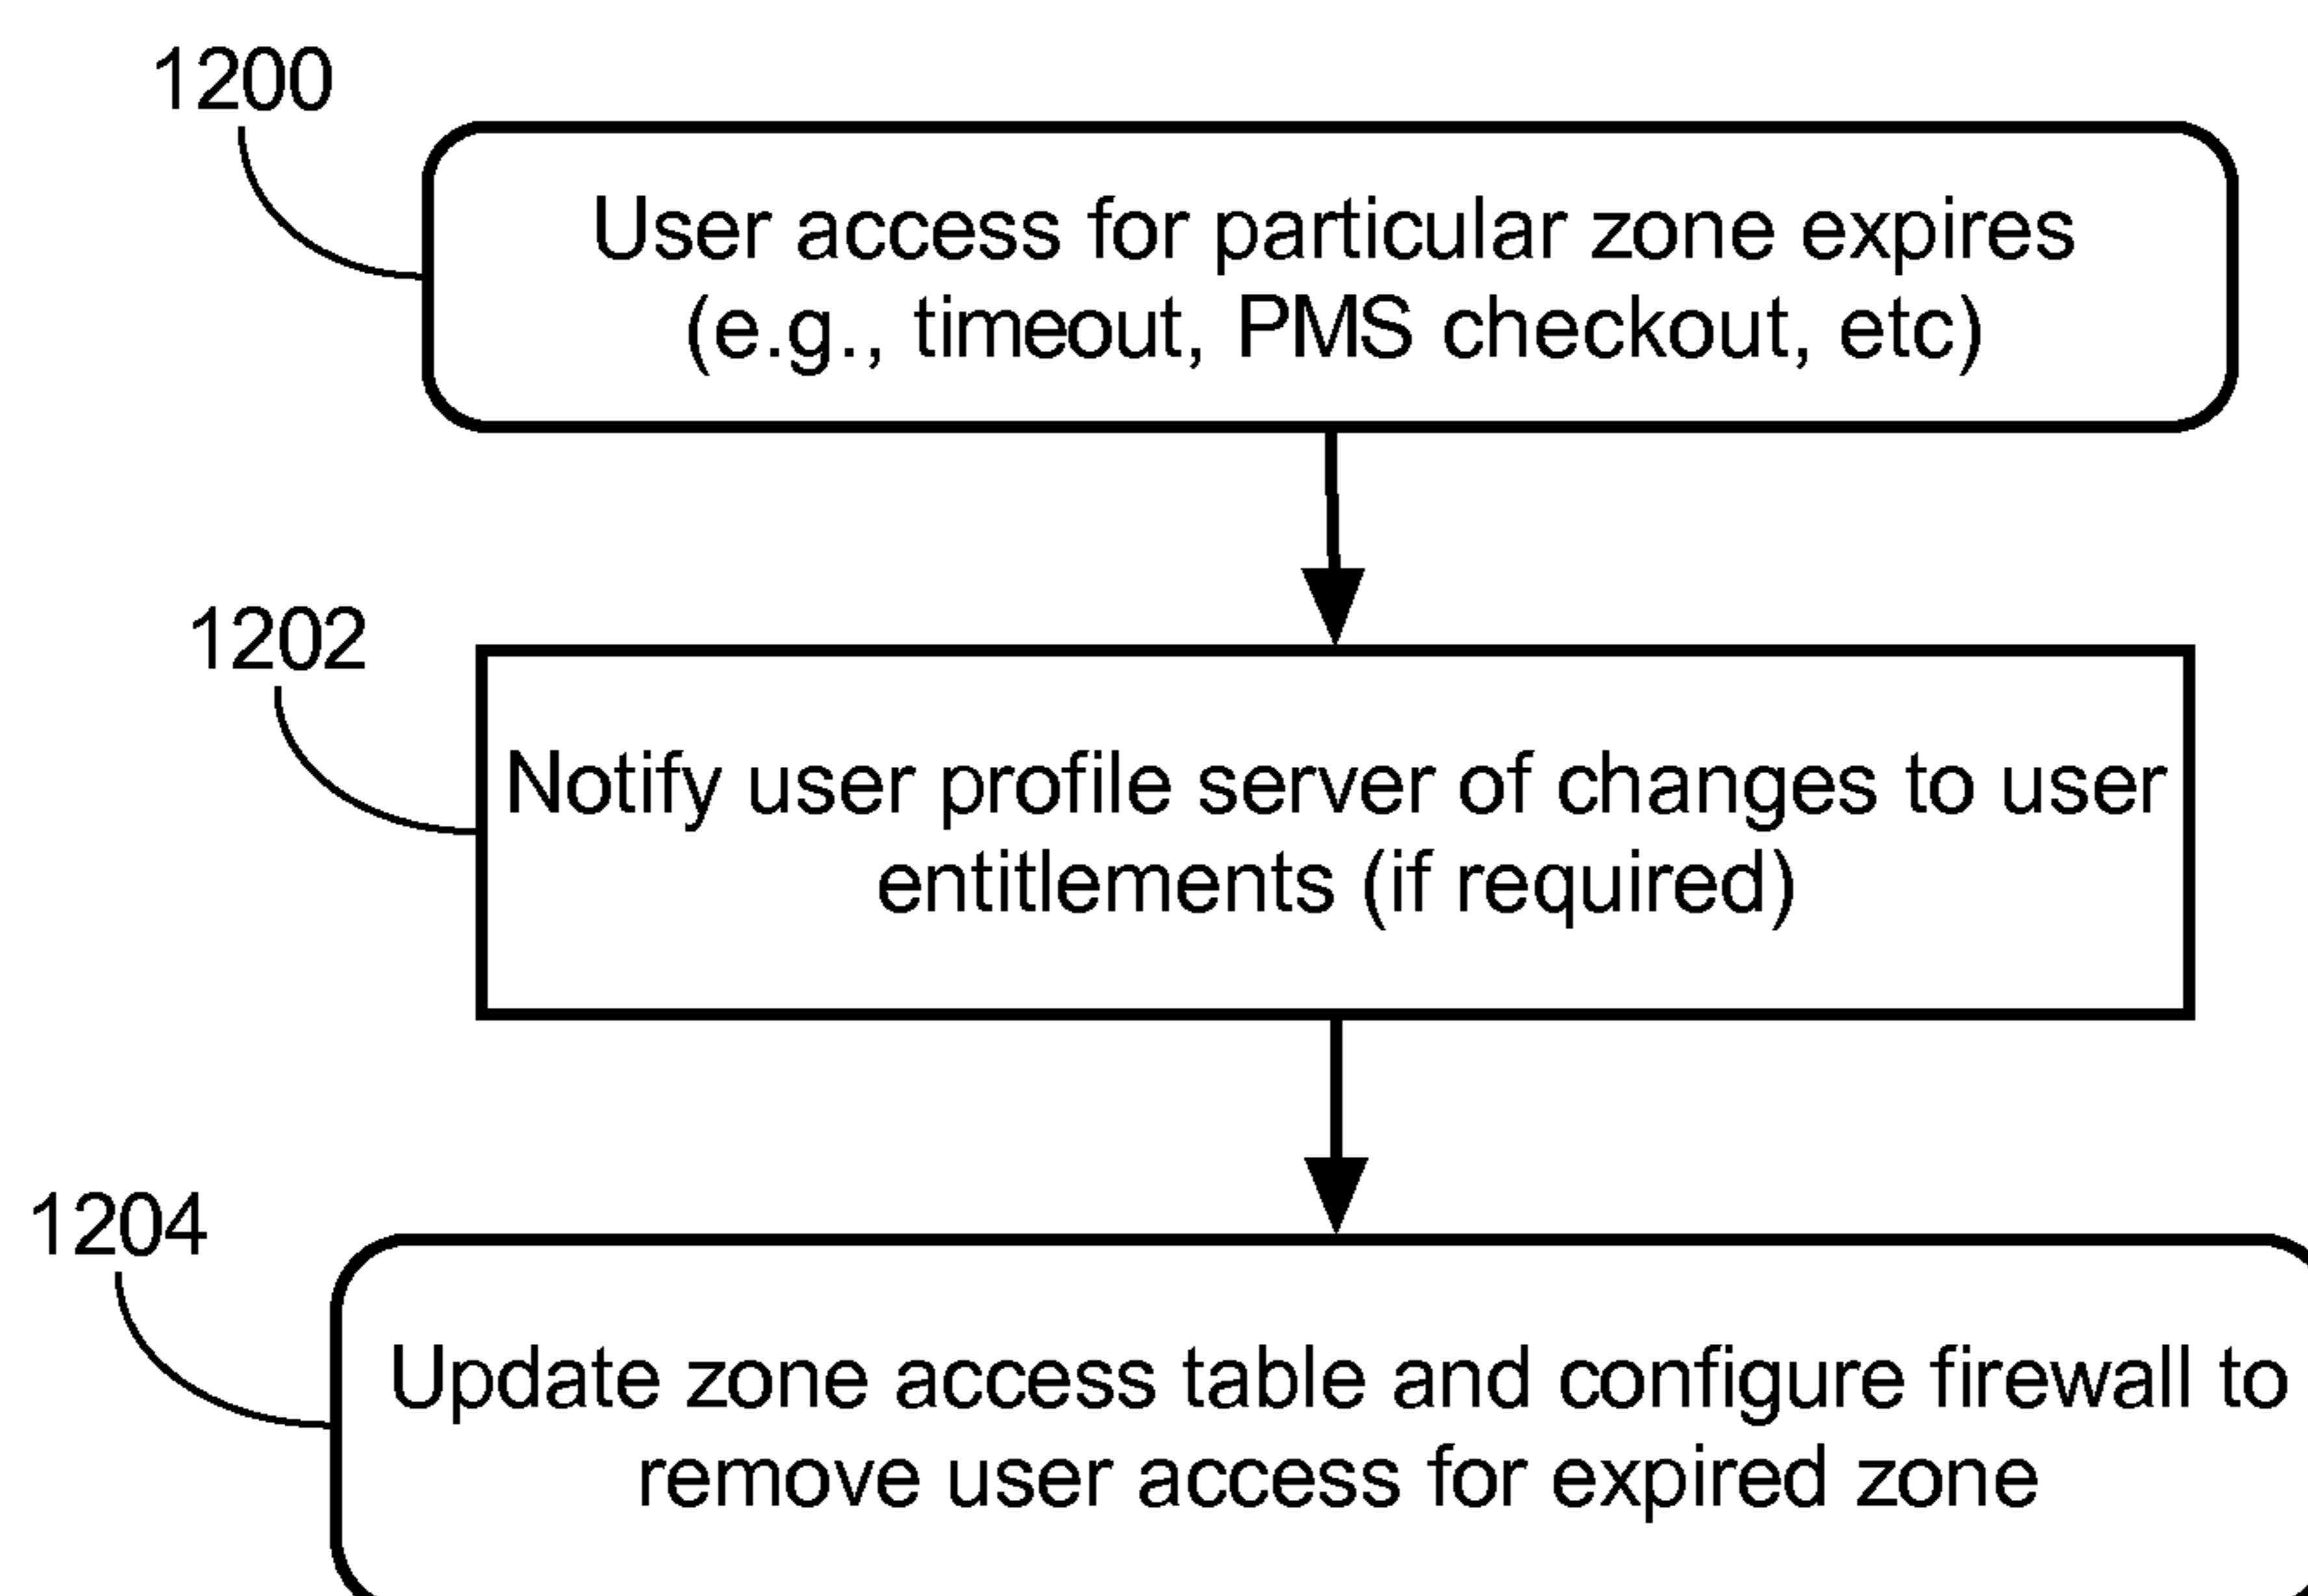 1200
User access for particular zone expires
(e.g., timeout, PMS checkout, etc)
1202
Notify user profile server of changes to user
entitlements (if required)
1204
Update zone access table and configure firewall to
remove user access for expired zone